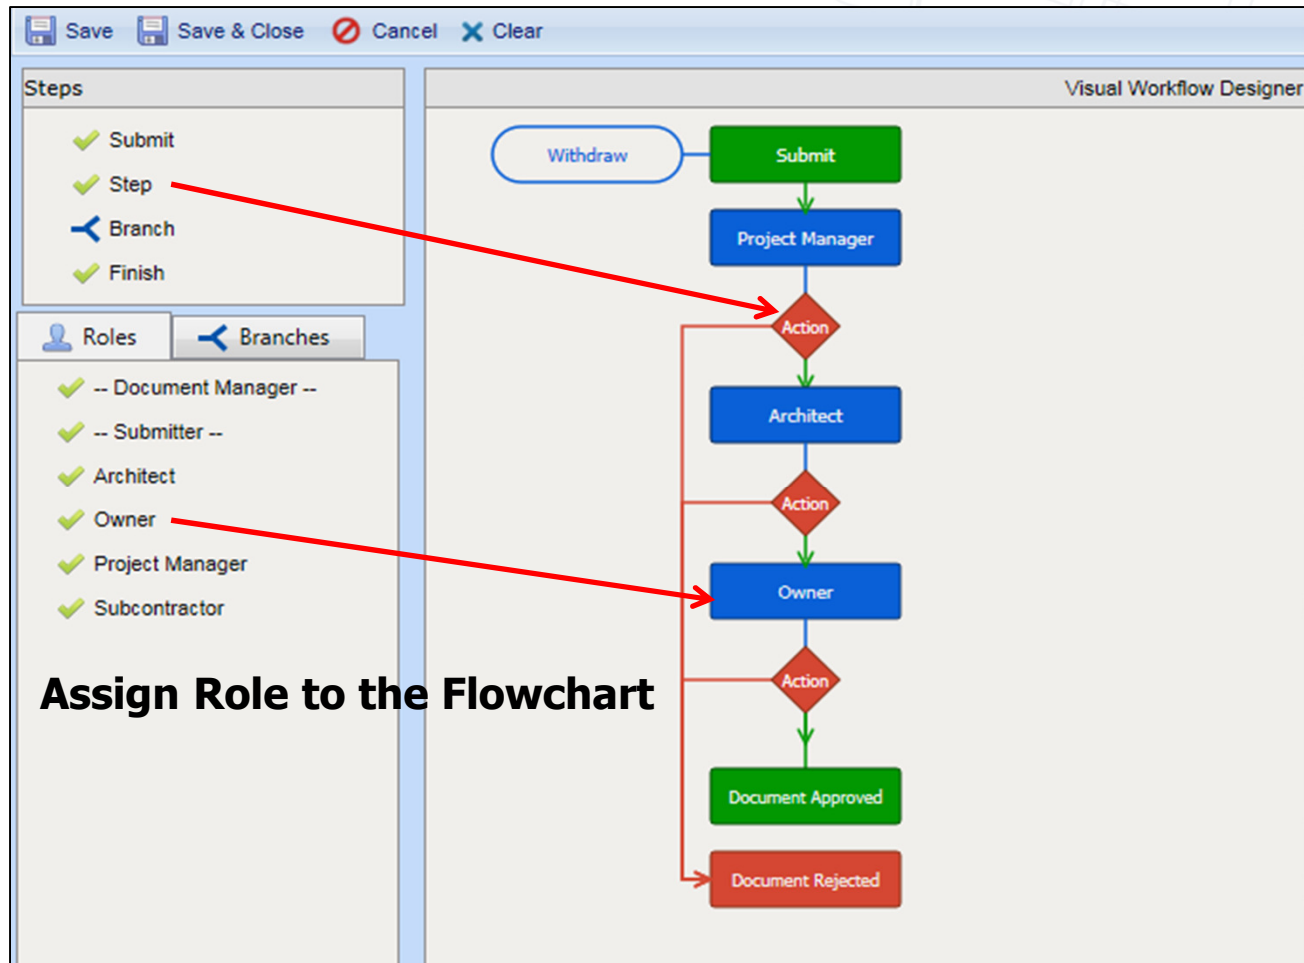 Save Save & Close Cancel Clear
Steps
Submit
Step
Branch
Finish
Roles Branches
-- Document Manager --
-- Submitter --
Architect
Owner
Project Manager
Subcontractor
Assign Role to the Flowchart
Visual Workflow Designer
Withdraw Submit
Project Manager
Action
Architect
Action
Owner
Action
Document Approved
Document Rejected